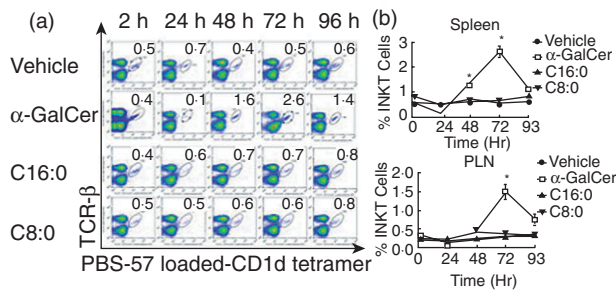 (a)
2 h 24 h 48 h 72 h 96 h
Vehicle 0·5 0·7 0·4 0·5 0·6
α-GalCer 0·4 0·1 1·6 2·6 1·4
C16:0 0·4 0·6 0·7 0·7 0·8
C8:0 0·5 0·5 0·6 0·8 0·8
TCR-β
PBS-57 loaded-CD1d tetramer
(b)
Spleen
% INKT Cells
3
2
1
0
0 24 48 72 93
Time (Hr)
* *
Vehicle
α-GalCer
C16:0
C8:0
PLN
% INKT Cells
2·0
1·5
1·0
0·5
0·0
0 24 48 72 93
Time (Hr)
*
Vehicle
α-GalCer
C16:0
C8:0